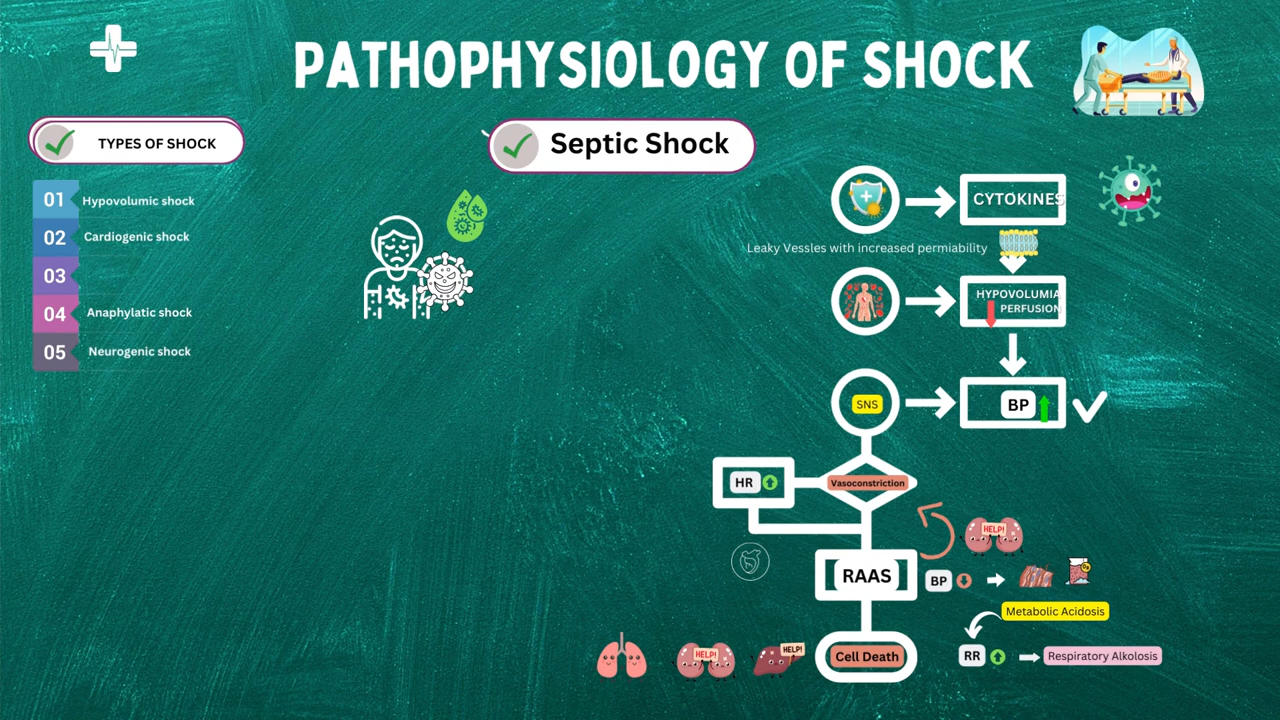 PATHOPHYSIOLOGY OF SHOCK
TYPES OF SHOCK
01 Hypovolumic shock
02 Cardiogenic shock
03
04 Anaphylatic shock
05 Neurogenic shock
Septic Shock
CYTOKINES
Leaky Vessles with increased permiability
HYPOVOLUMIA
PERFUSION
SNS
BP
HR
Vasoconstriction
HELP!
RAAS
BP
O₂
Metabolic Acidosis
HELP!
HELP!
Cell Death
RR
Respiratory Alkolosis